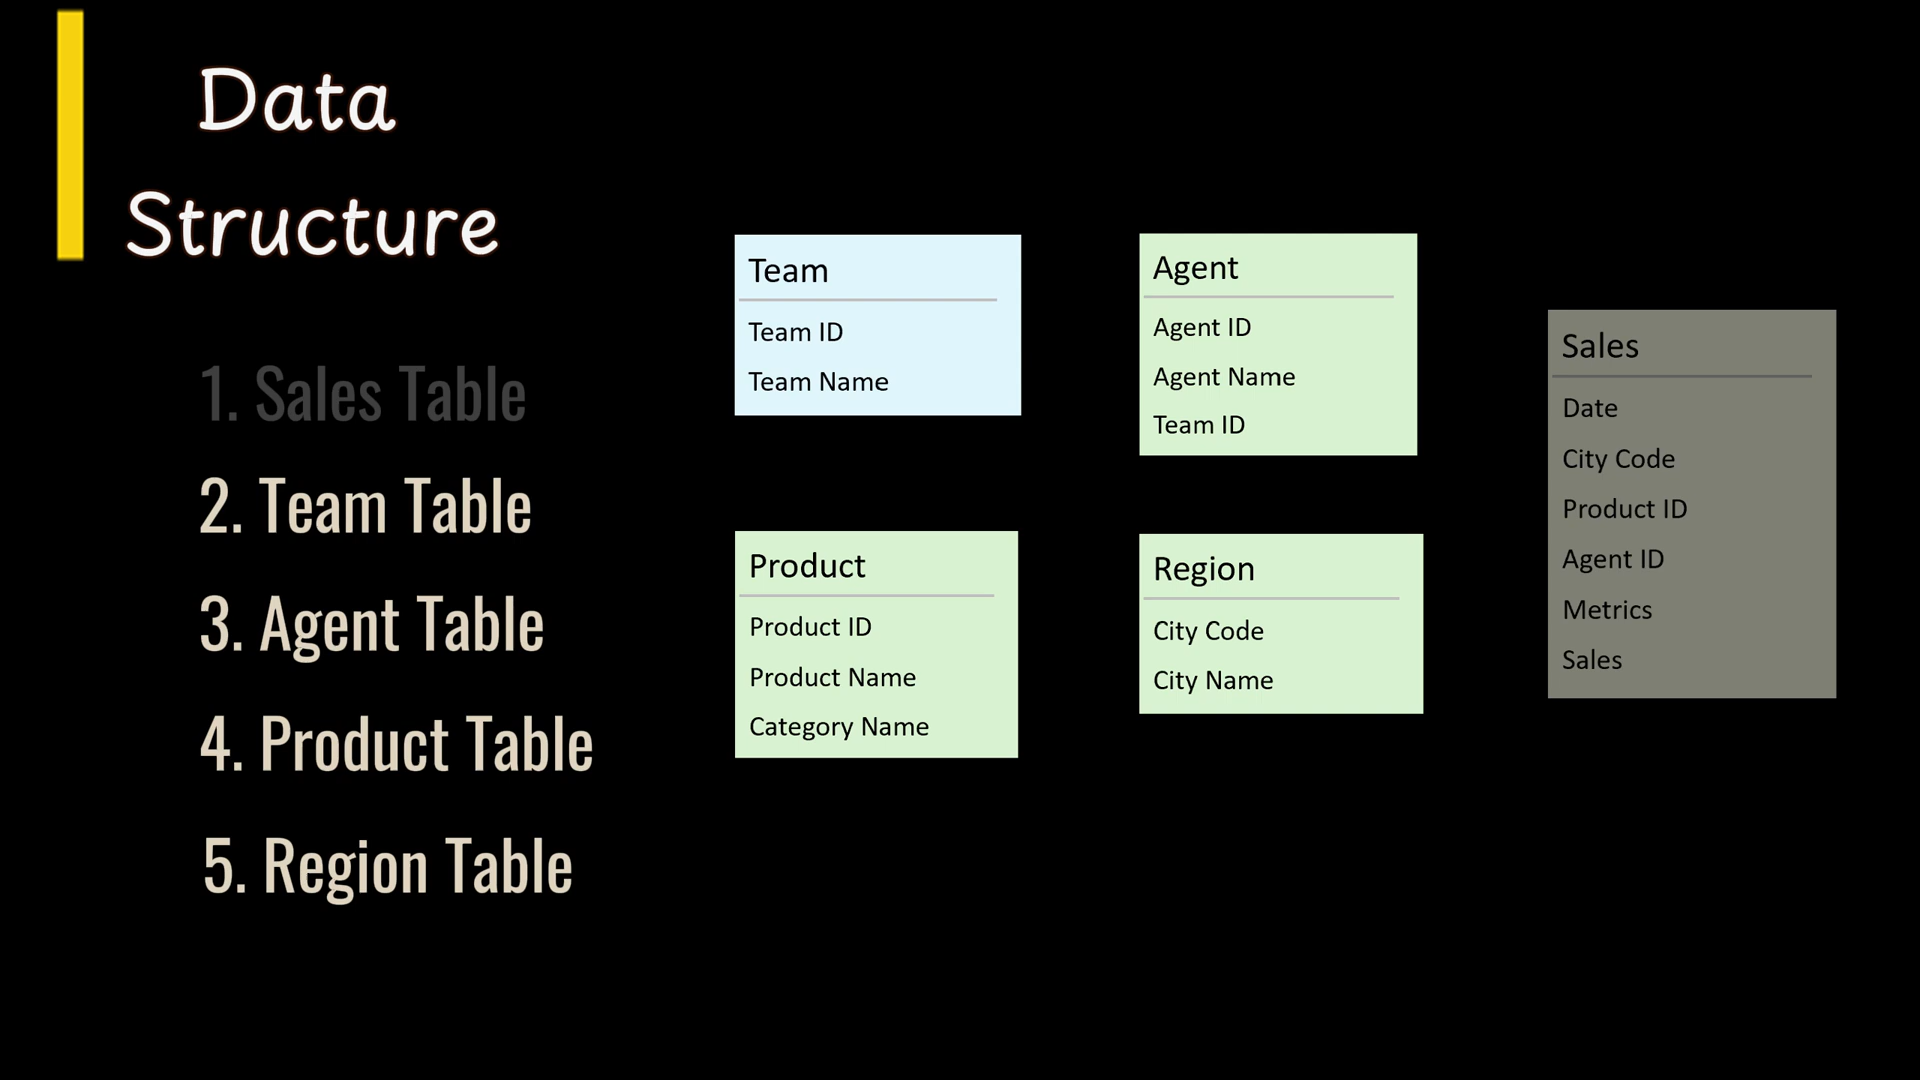 Data
Structure
1. Sales Table
2. Team Table
3. Agent Table
4. Product Table
5. Region Table
Team
Team ID
Team Name
Agent
Agent ID
Agent Name
Team ID
Product
Product ID
Product Name
Category Name
Region
City Code
City Name
Sales
Date
City Code
Product ID
Agent ID
Metrics
Sales